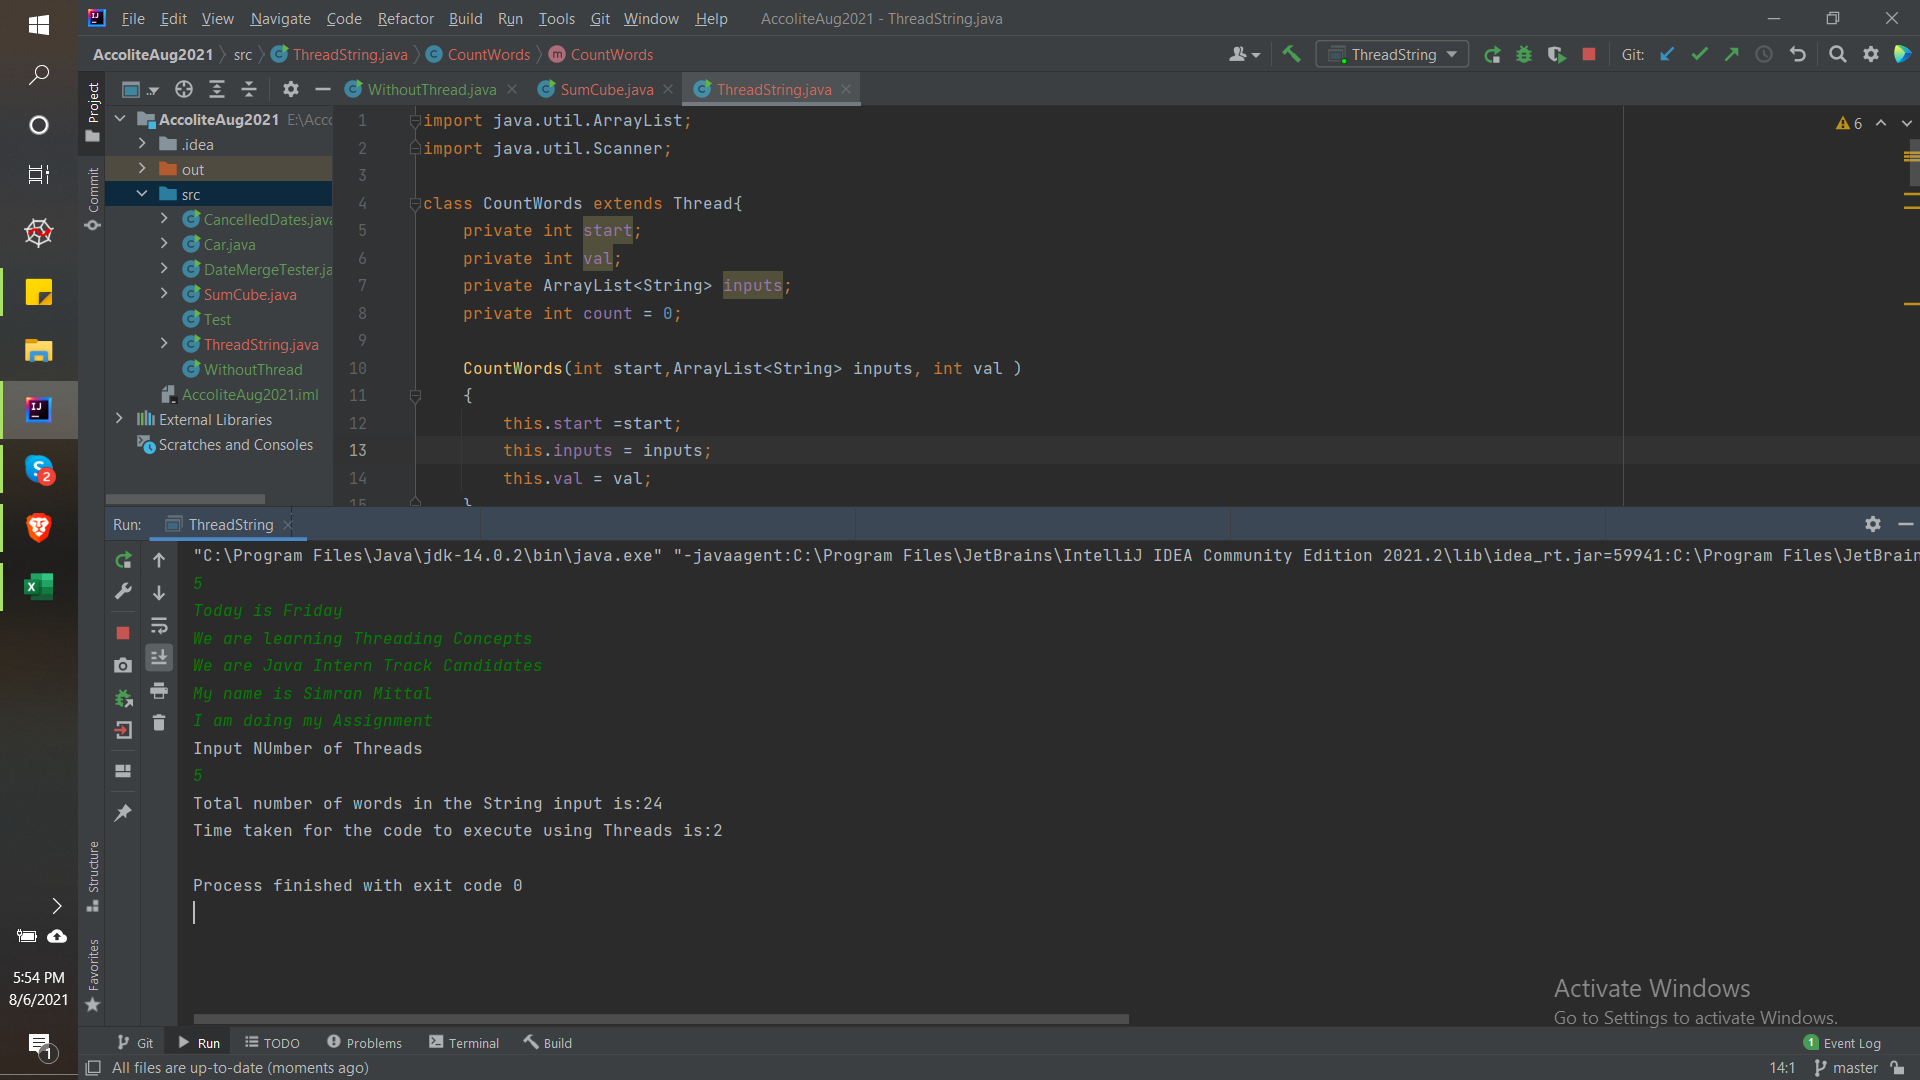 File Edit View Navigate Code Refactor Build Run Tools Git Window Help AccoliteAug2021 - ThreadString.java
AccoliteAug2021 src ThreadString.java CountWords CountWords ThreadString Git:
WithoutThread.java SumCube.java ThreadString.java
Project
Commit
AccoliteAug2021 E:\Acco
.idea
out
src
CancelledDates.java
Car.java
DateMergeTester.ja
SumCube.java
Test
ThreadString.java
WithoutThread
AccoliteAug2021.iml
External Libraries
Scratches and Consoles
6
1 import java.util.ArrayList;
2 import java.util.Scanner;
3
4 class CountWords extends Thread{
5 private int start;
6 private int val;
7 private ArrayList<String> inputs;
8 private int count = 0;
9
10 CountWords(int start,ArrayList<String> inputs, int val )
11 {
12 this.start =start;
13 this.inputs = inputs;
14 this.val = val;
15 }
Run: ThreadString
"C:\Program Files\Java\jdk-14.0.2\bin\java.exe" "-javaagent:C:\Program Files\JetBrains\IntelliJ IDEA Community Edition 2021.2\lib\idea_rt.jar=59941:C:\Program Files\JetBrain
5
Today is Friday
We are learning Threading Concepts
We are Java Intern Track Candidates
My name is Simran Mittal
I am doing my Assignment
Input NUmber of Threads
5
Total number of words in the String input is:24
Time taken for the code to execute using Threads is:2
Process finished with exit code 0
Structure
Favorites
2
5:54 PM
8/6/2021
1
Activate Windows
Go to Settings to activate Windows.
Git Run TODO Problems Terminal Build 1 Event Log
All files are up-to-date (moments ago) 14:1 master